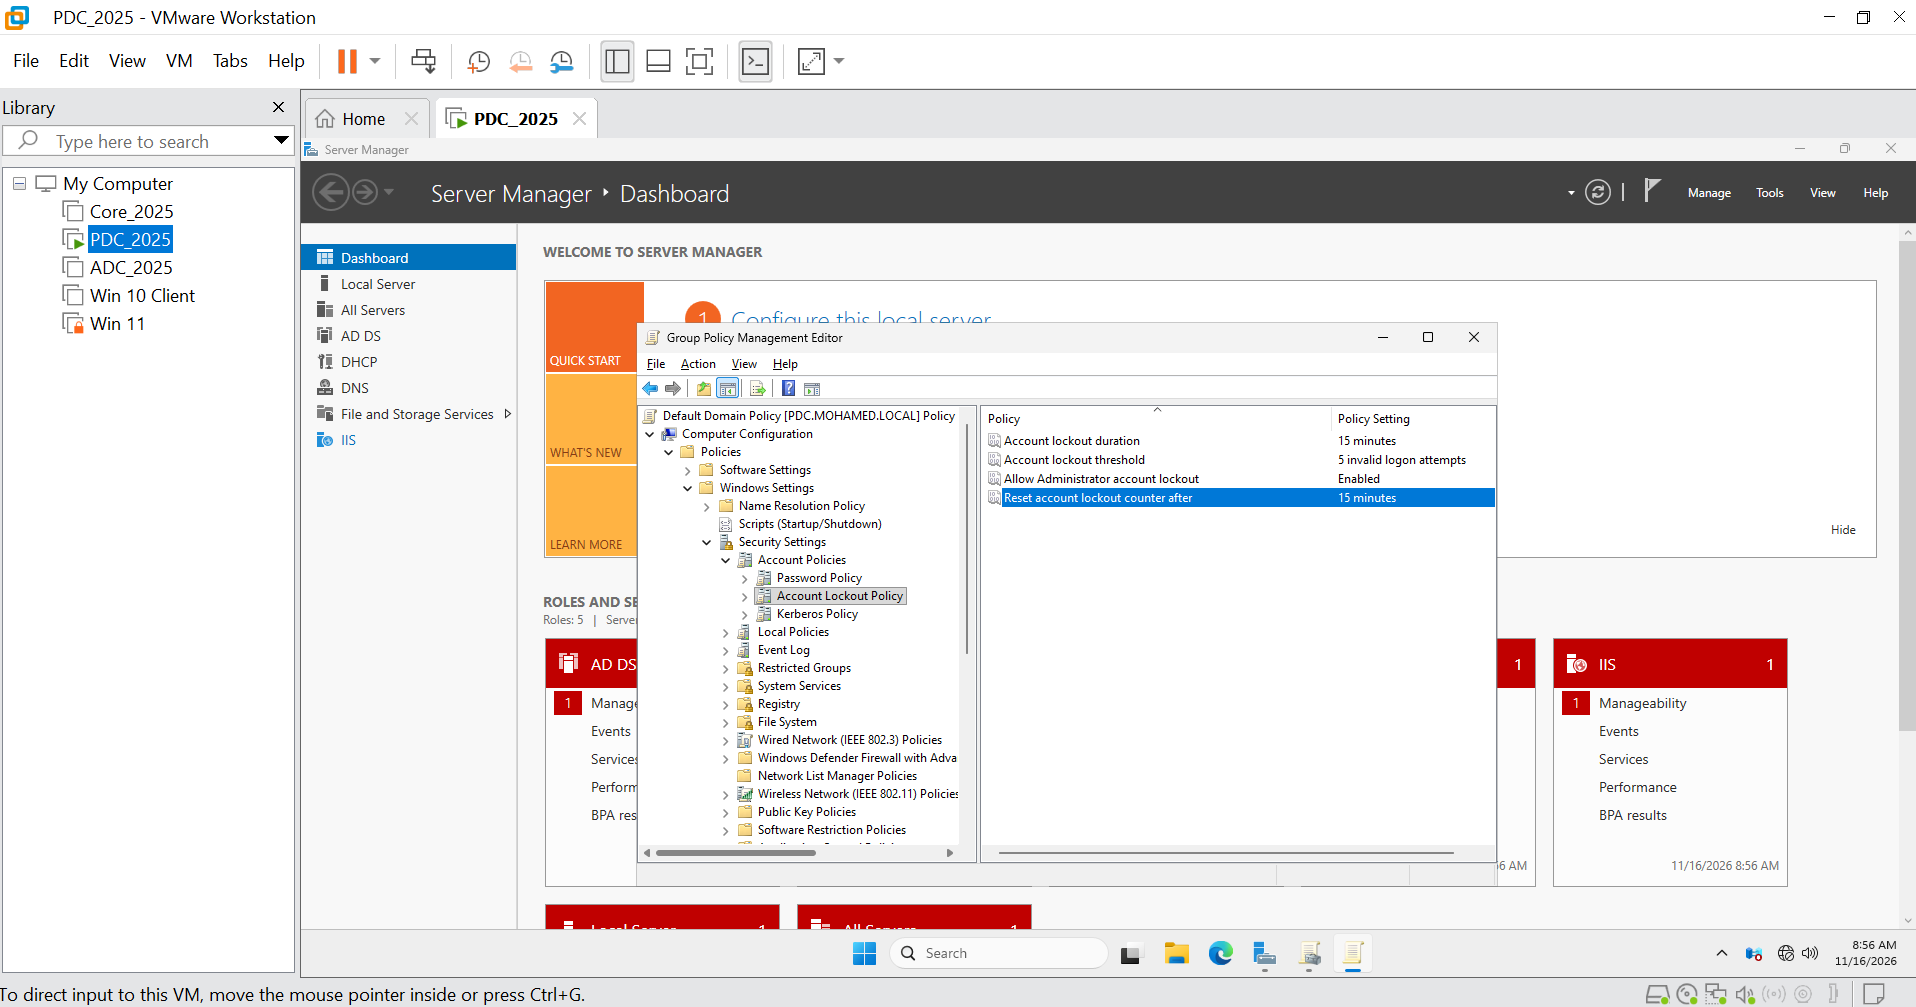 PDC_2025 - VMware Workstation
File Edit View VM Tabs Help
Library
Type here to search
My Computer
Core_2025
PDC_2025
ADC_2025
Win 10 Client
Win 11
Home
PDC_2025
Server Manager
Server Manager Dashboard
Manage Tools View Help
Dashboard
Local Server
All Servers
AD DS
DHCP
DNS
File and Storage Services
IIS
WELCOME TO SERVER MANAGER
QUICK START
WHAT'S NEW
LEARN MORE
1 Configure this local server
Hide
Group Policy Management Editor
File Action View Help
Default Domain Policy [PDC.MOHAMED.LOCAL] Policy
Computer Configuration
Policies
Software Settings
Windows Settings
Name Resolution Policy
Scripts (Startup/Shutdown)
Security Settings
Account Policies
Password Policy
Account Lockout Policy
Kerberos Policy
Local Policies
Event Log
Restricted Groups
System Services
Registry
File System
Wired Network (IEEE 802.3) Policies
Windows Defender Firewall with Adva
Network List Manager Policies
Wireless Network (IEEE 802.11) Policies
Public Key Policies
Software Restriction Policies
Policy Policy Setting
Account lockout duration 15 minutes
Account lockout threshold 5 invalid logon attempts
Allow Administrator account lockout Enabled
Reset account lockout counter after 15 minutes
ROLES AND SE
Roles: 5 | Server
AD DS
1 Manage
Events
Services
Perform
BPA res
1
6 AM
IIS 1
1 Manageability
Events
Services
Performance
BPA results
11/16/2026 8:56 AM
Local Server 1
All Servers 1
Search
8:56 AM
11/16/2026
To direct input to this VM, move the mouse pointer inside or press Ctrl+G.